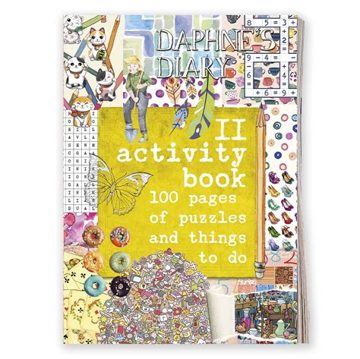 DAPHNE'S
DIARY
II
activity
book
100 pages
of puzzles
and things
to do